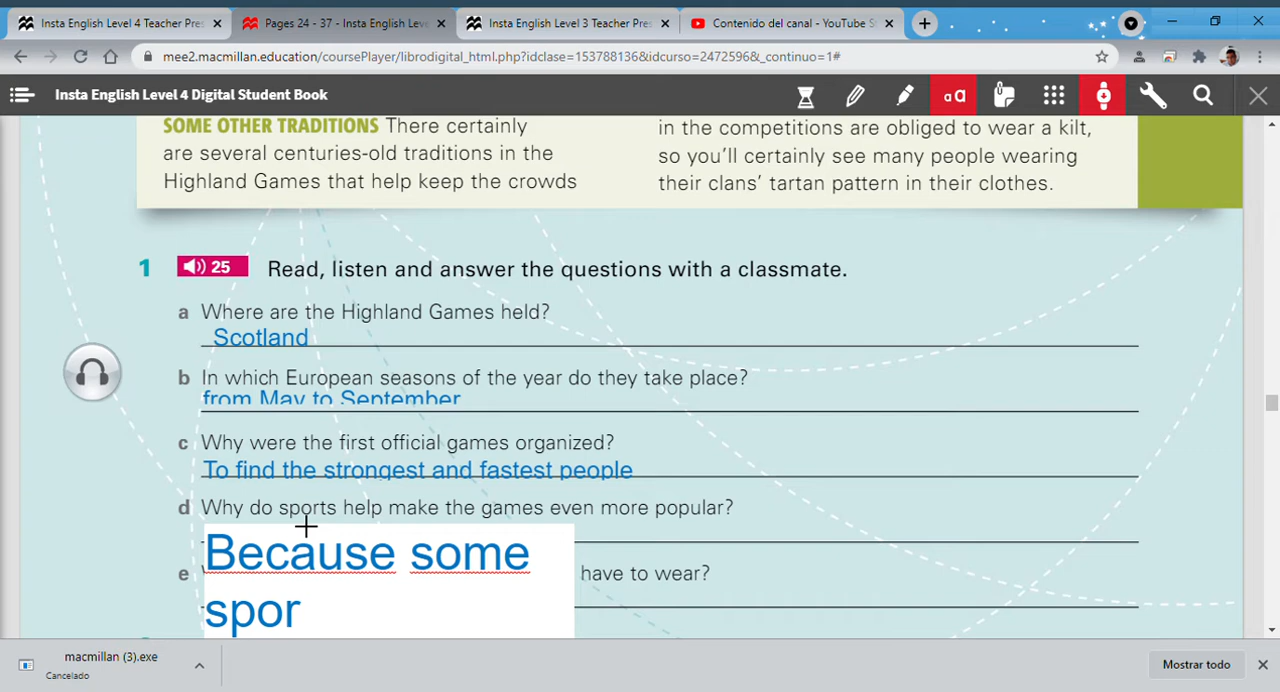 Insta English Level 4 Teacher Pres
Pages 24 - 37 - Insta English Leve
Insta English Level 3 Teacher Pres
Contenido del canal - YouTube S
mee2.macmillan.education/coursePlayer/librodigital_html.php?idclase=153788136&idcurso=2472596&_continuo=1#
Insta English Level 4 Digital Student Book
aa
SOME OTHER TRADITIONS There certainly
are several centuries-old traditions in the
Highland Games that help keep the crowds
in the competitions are obliged to wear a kilt,
so you'll certainly see many people wearing
their clans' tartan pattern in their clothes.
1 25 Read, listen and answer the questions with a classmate.
a Where are the Highland Games held?
Scotland
b In which European seasons of the year do they take place?
from May to September
c Why were the first official games organized?
To find the strongest and fastest people
d Why do sports help make the games even more popular?
Because some
spor
e have to wear?
macmillan (3).exe
Cancelado
Mostrar todo